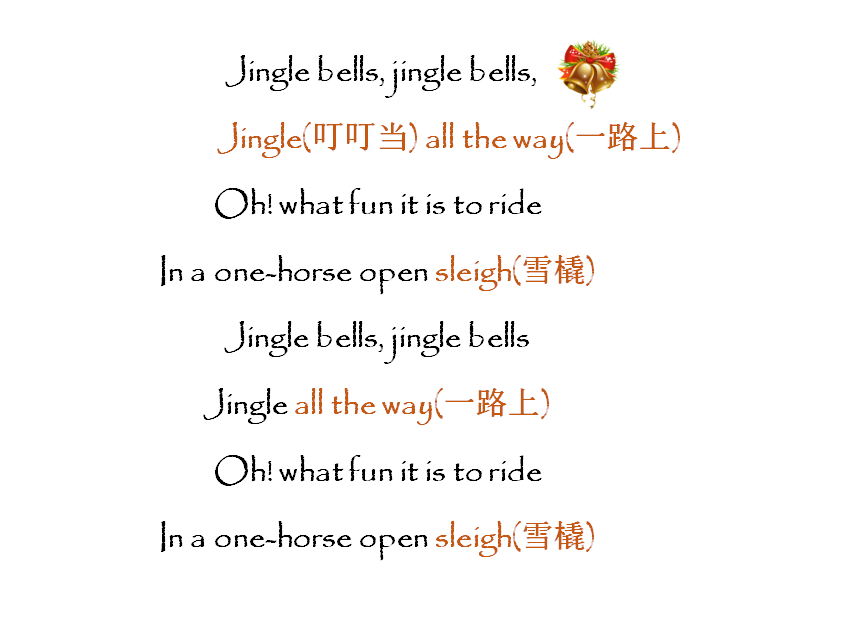 Jingle bells, jingle bells,
Jingle(叮叮当) all the way(一路上)
Oh! what fun it is to ride
In a one-horse open sleigh(雪橇)
Jingle bells, jingle bells
Jingle all the way(一路上)
Oh! what fun it is to ride
In a one-horse open sleigh(雪橇)